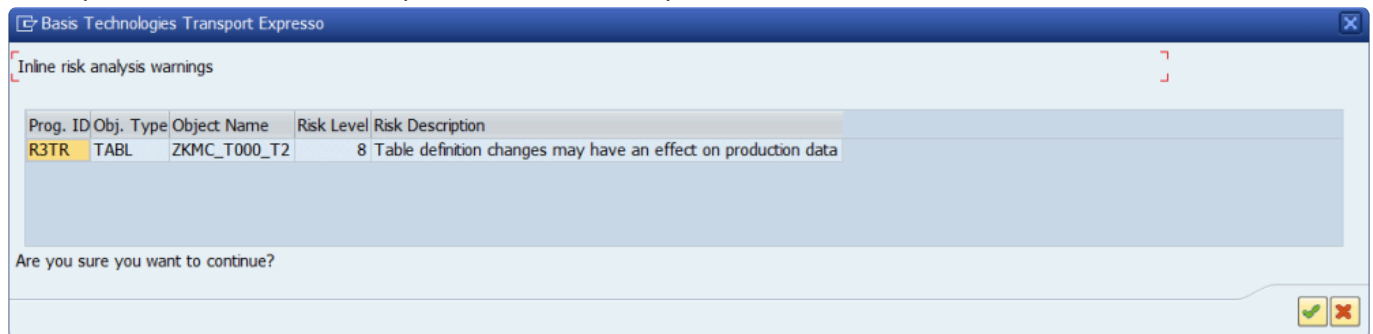 Basis Technologies Transport Expresso
Inline risk analysis warnings
Prog. ID Obj. Type Object Name Risk Level Risk Description
R3TR TABL ZKMC_T000_T2 8 Table definition changes may have an effect on production data
Are you sure you want to continue?